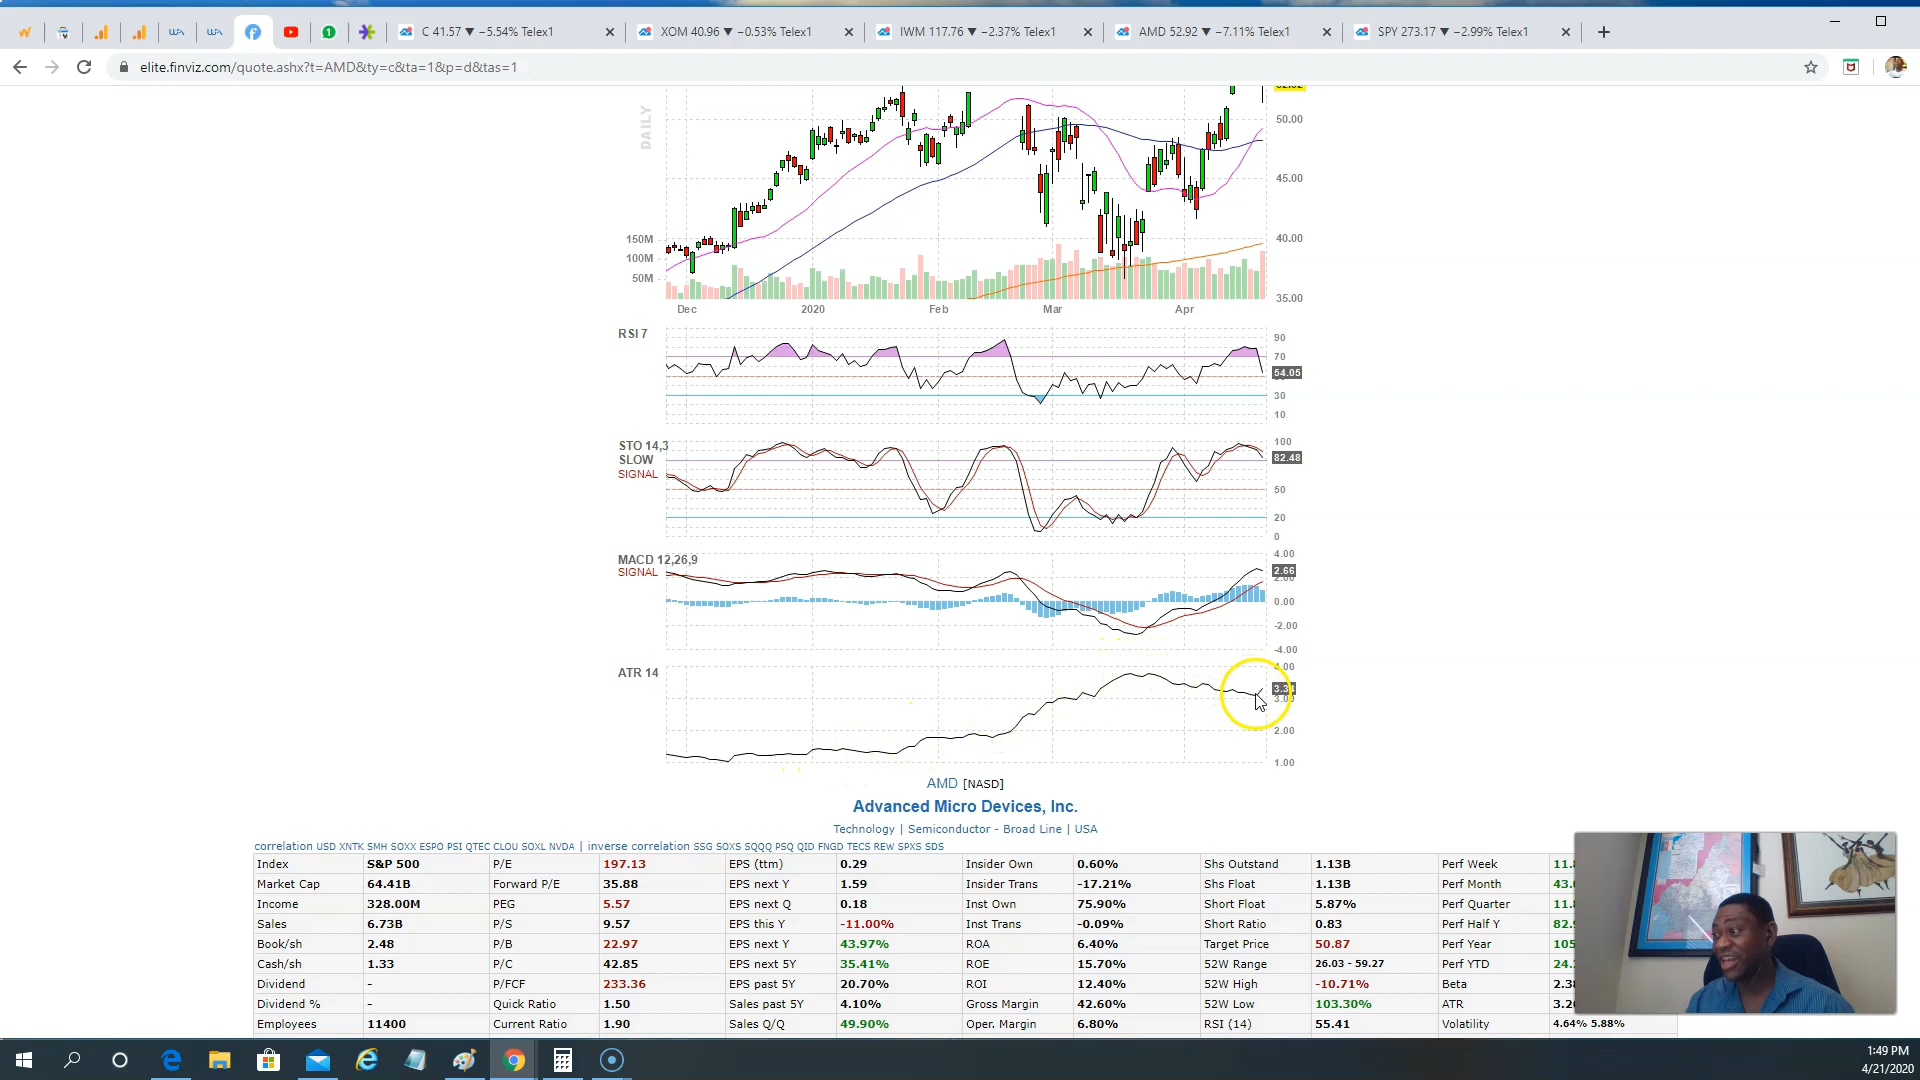 C 41.57 ▼ −5.54% Telex1
XOM 40.96 ▼ −0.53% Telex1
IWM 117.76 ▼ −2.37% Telex1
AMD 52.92 ▼ −7.11% Telex1
SPY 273.17 ▼ −2.99% Telex1
elite.finviz.com/quote.ashx?t=AMD&ty=c&ta=1&p=d&tas=1
DAILY
50.00
45.00
40.00
35.00
150M
100M
50M
Dec 2020 Feb Mar Apr
RSI 7
90
70
54.05
30
10
STO 14,3
SLOW
SIGNAL
100
82.48
50
20
0
MACD 12,26,9
SIGNAL
4.00
2.66
2.00
0.00
-2.00
-4.00
ATR 14
4.00
3.00
2.00
1.00
AMD [NASD]
Advanced Micro Devices, Inc.
Technology | Semiconductor - Broad Line | USA
correlation USD XNTK SMH SOXX ESPO PSI QTEC CLOU SOXL NVDA | inverse correlation SSG SOXS SQQQ PSQ QID FNGD TECS REW SPXS SDS
Index S&P 500 P/E 197.13 EPS (ttm) 0.29 Insider Own 0.60% Shs Outstand 1.13B Perf Week
Market Cap 64.41B Forward P/E 35.88 EPS next Y 1.59 Insider Trans -17.21% Shs Float 1.13B Perf Month
Income 328.00M PEG 5.57 EPS next Q 0.18 Inst Own 75.90% Short Float 5.87% Perf Quarter
Sales 6.73B P/S 9.57 EPS this Y -11.00% Inst Trans -0.09% Short Ratio 0.83 Perf Half Y
Book/sh 2.48 P/B 22.97 EPS next Y 43.97% ROA 6.40% Target Price 50.87 Perf Year
Cash/sh 1.33 P/C 42.85 EPS next 5Y 35.41% ROE 15.70% 52W Range 26.03 - 59.27 Perf YTD
Dividend - P/FCF 233.36 EPS past 5Y 20.70% ROI 12.40% 52W High -10.71% Beta
Dividend % - Quick Ratio 1.50 Sales past 5Y 4.10% Gross Margin 42.60% 52W Low 103.30% ATR
Employees 11400 Current Ratio 1.90 Sales Q/Q 49.90% Oper. Margin 6.80% RSI (14) 55.41 Volatility 4.64% 5.88%
1:49 PM
4/21/2020